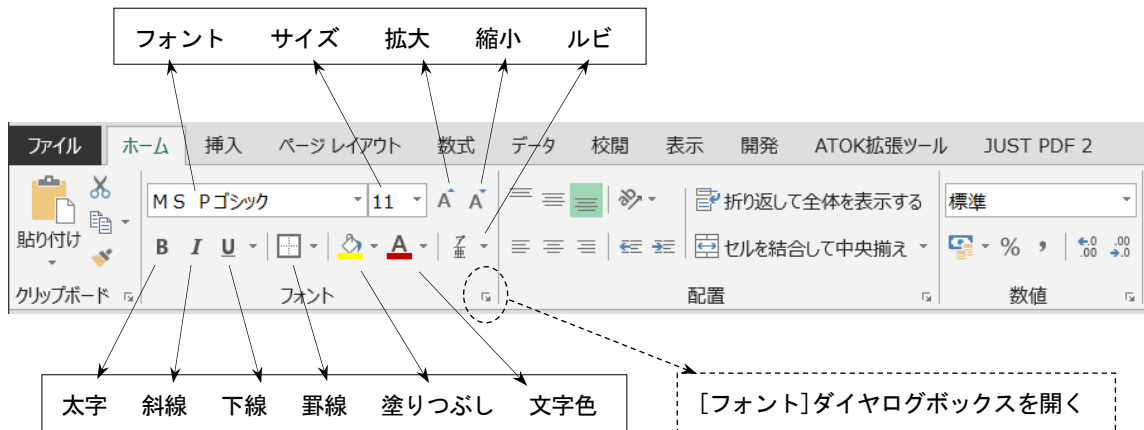 フォント サイズ 拡大 縮小 ルビ
ファイル ホーム 挿入 ページ レイアウト 数式 データ 校閲 表示 開発 ATOK拡張ツール JUST PDF 2
ＭＳ Ｐゴシック 11 A A 折り返して全体を表示する 標準
貼り付け B I U A ア亜 セルを結合して中央揃え % , .0 .00 .00 .0
クリップボード フォント 配置 数値
太字 斜線 下線 罫線 塗りつぶし 文字色
[フォント]ダイヤログボックスを開く